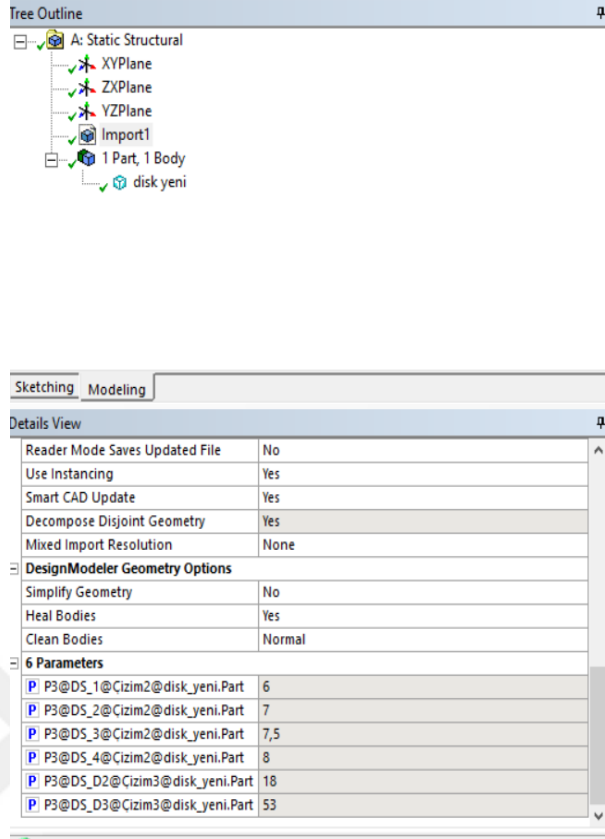 Tree Outline
A: Static Structural
XYPlane
ZXPlane
YZPlane
Import1
1 Part, 1 Body
disk yeni
Sketching Modeling
Details View
Reader Mode Saves Updated File No
Use Instancing Yes
Smart CAD Update Yes
Decompose Disjoint Geometry Yes
Mixed Import Resolution None
DesignModeler Geometry Options
Simplify Geometry No
Heal Bodies Yes
Clean Bodies Normal
6 Parameters
P P3@DS_1@Çizim2@disk_yeni.Part 6
P P3@DS_2@Çizim2@disk_yeni.Part 7
P P3@DS_3@Çizim2@disk_yeni.Part 7,5
P P3@DS_4@Çizim2@disk_yeni.Part 8
P P3@DS_D2@Çizim3@disk_yeni.Part 18
P P3@DS_D3@Çizim3@disk_yeni.Part 53